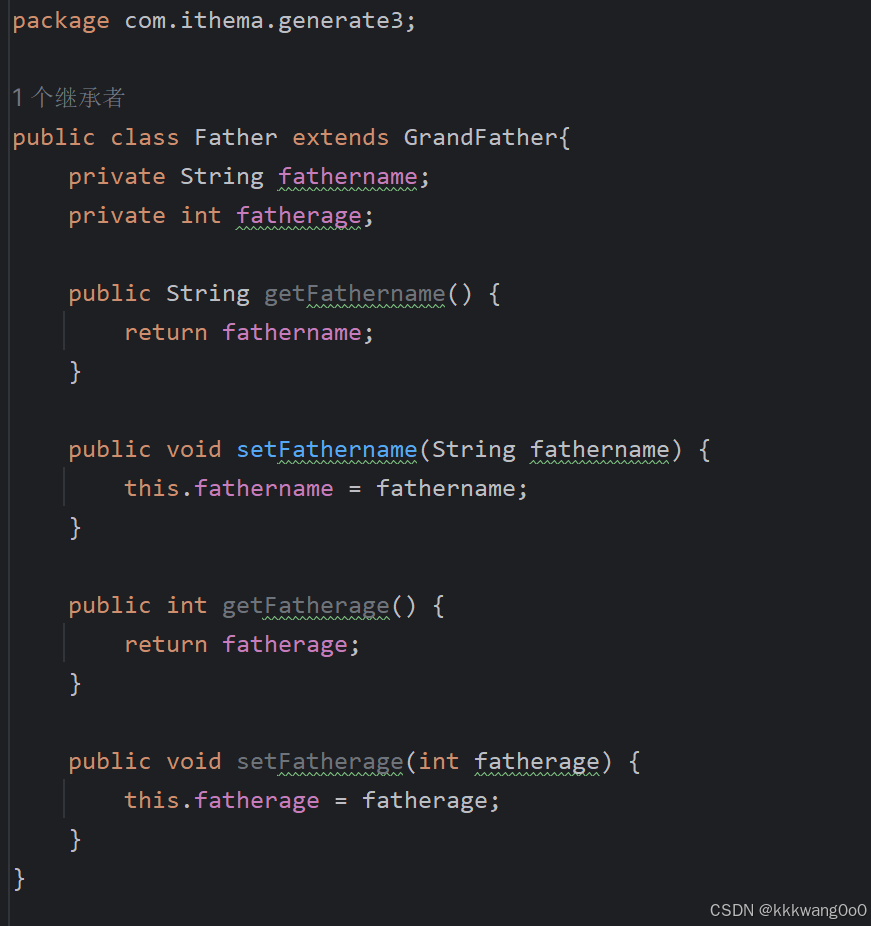 package com.ithema.generate3;
1 个继承者
public class Father extends GrandFather{
    private String fathername;
    private int fatherage;
    public String getFathername() {
        return fathername;
    }
    public void setFathername(String fathername) {
        this.fathername = fathername;
    }
    public int getFatherage() {
        return fatherage;
    }
    public void setFatherage(int fatherage) {
        this.fatherage = fatherage;
    }
}
CSDN @kkkwang0o0